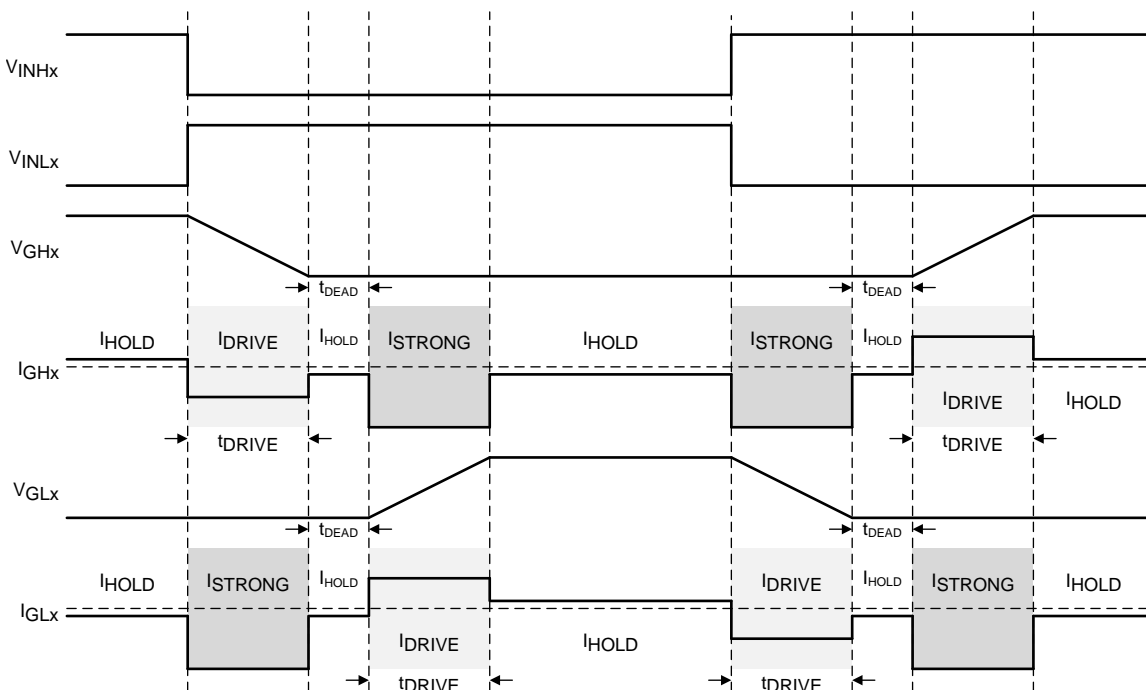 VINHx
VINLx
VGHx
tDEAD tDEAD
IHOLD IDRIVE IHOLD ISTRONG IHOLD ISTRONG IHOLD
IGHx
IDRIVE IHOLD
tDRIVE tDRIVE
VGLx
tDEAD tDEAD
IHOLD ISTRONG IHOLD IDRIVE IHOLD ISTRONG IHOLD
IGLx
IDRIVE IHOLD
tDRIVE tDRIVE